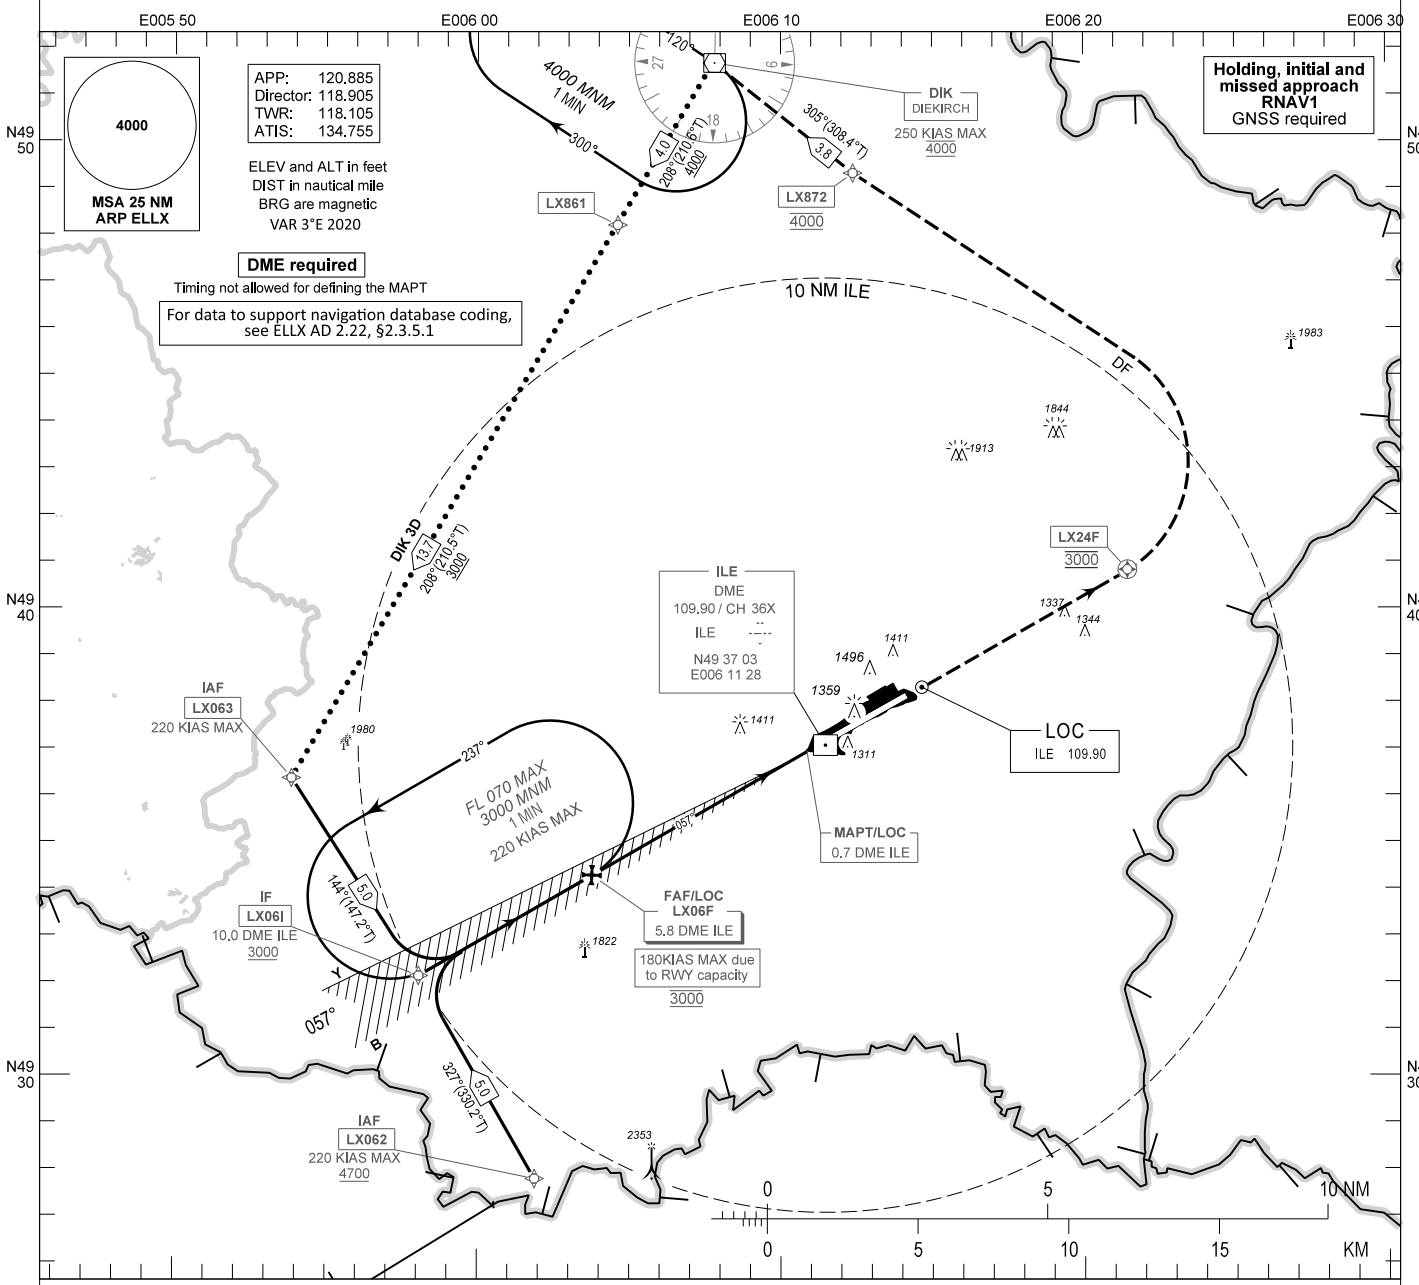 E005 50
E006 00
E006 10
E006 20
E006 30
4000
MSA 25 NM
ARP ELLX
APP: 120.885
Director: 118.905
TWR: 118.105
ATIS: 134.755
ELEV and ALT in feet
DIST in nautical mile
BRG are magnetic
VAR 3°E 2020
DME required
Timing not allowed for defining the MAPT
For data to support navigation database coding,
see ELLX AD 2.22, §2.3.5.1
Holding, initial and
missed approach
RNAV1
GNSS required
120°
27
9
18
4000 MNM
1 MIN
300°
DIK
DIEKIRCH
250 KIAS MAX
4000
305°(308.4°T)
3.8
4.0
208°(210.6°T)
4000
LX872
4000
LX861
N49
50
10 NM ILE
1983
DF
1844
1913
DIK 3D
13.7
208°(210.5°T)
3000
LX24F
3000
1337
1344
N49
40
ILE
DME
109.90 / CH 36X
ILE
N49 37 03
E006 11 28
1411
1496
1359
1411
1311
LOC
ILE 109.90
IAF
LX063
220 KIAS MAX
1980
237°
FL 070 MAX
3000 MNM
1 MIN
220 KIAS MAX
057°
MAPT/LOC
0.7 DME ILE
5.0
144°(147.2°T)
IF
LX06I
10.0 DME ILE
3000
FAF/LOC
LX06F
5.8 DME ILE
180KIAS MAX due
to RWY capacity
3000
1822
Y
057°
B
N49
30
5.0
327°(330.2°T)
IAF
LX062
220 KIAS MAX
4700
2353
0
5
10 NM
0
5
10
15
KM